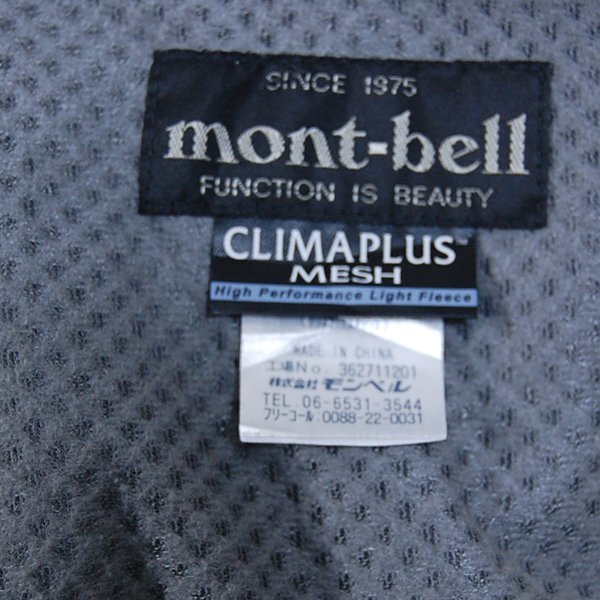 SINCE 1975
mont-bell
FUNCTION IS BEAUTY
CLIMAPLUS™
MESH
High Performance Light Fleece
MADE IN CHINA
工場No. 362711201
株式会社 モンベル
TEL. 06-6531-3544
フリーコール: 0088-22-0031